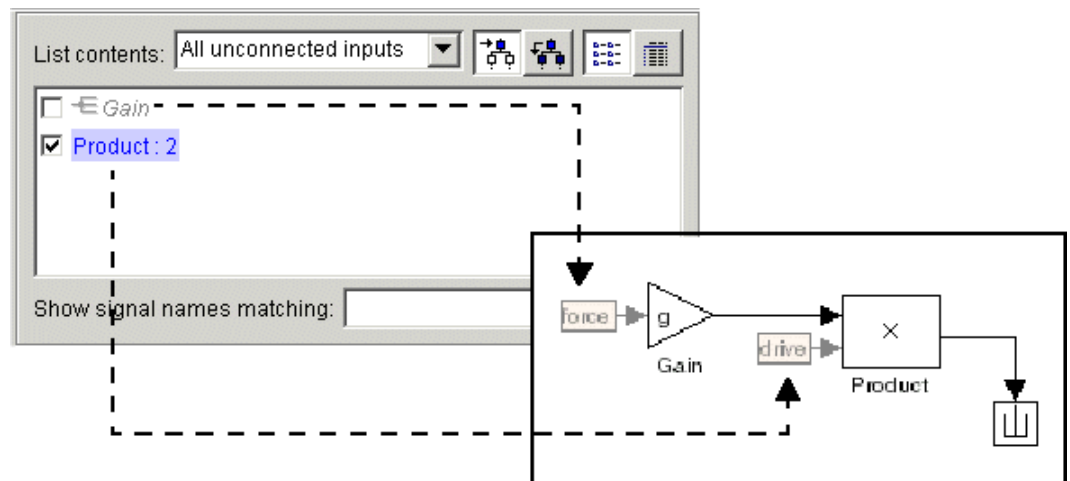 List contents: All unconnected inputs
Gain
Product : 2
Show signal names matching:
force
g
Gain
drive
×
Product